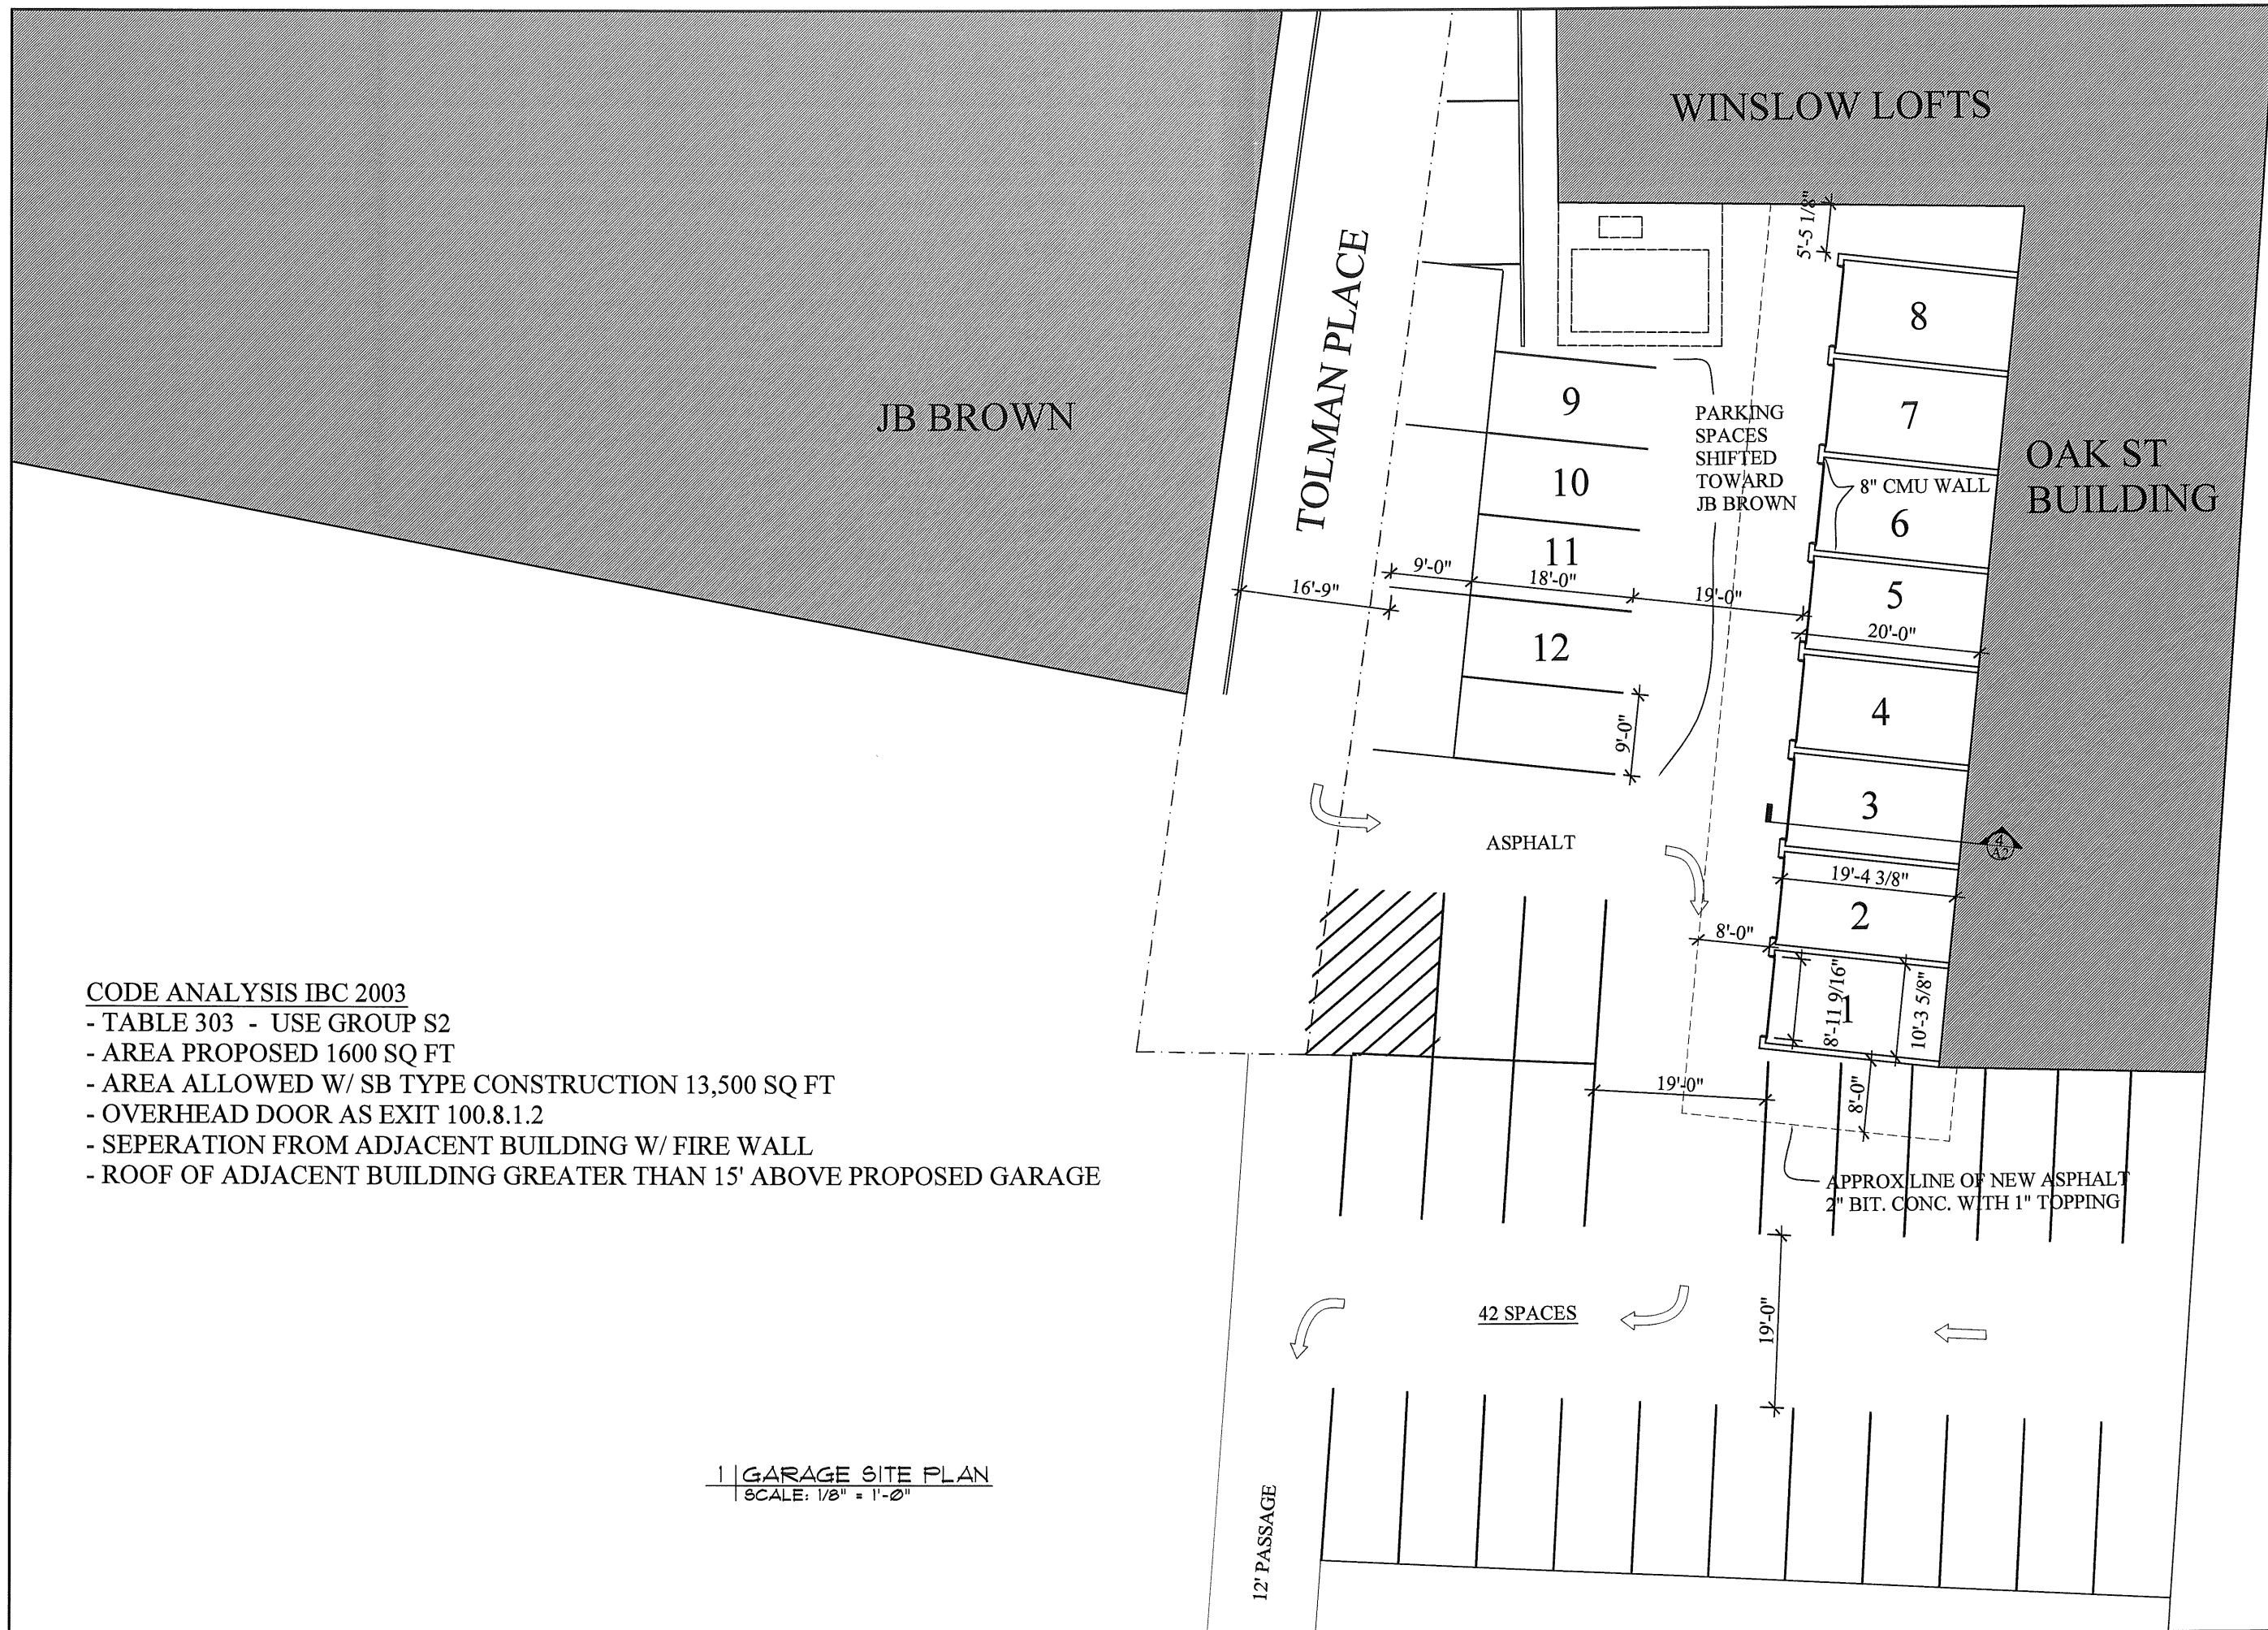 WINSLOW LOFTS
5'-5 1/8"
TOLMAN PLACE
8
JB BROWN
9
PARKING
SPACES
SHIFTED
TOWARD
JB BROWN
7
OAK ST
BUILDING
10
8" CMU WALL
6
11
9'-0"
18'-0"
16'-9"
19'-0"
5
20'-0"
12
4
9'-0"
3
ASPHALT
4
A2
19'-4 3/8"
2
8'-0"
8'-11 9/16"
1
10'-3 5/8"
CODE ANALYSIS IBC 2003
- TABLE 303 - USE GROUP S2
- AREA PROPOSED 1600 SQ FT
- AREA ALLOWED W/ SB TYPE CONSTRUCTION 13,500 SQ FT
- OVERHEAD DOOR AS EXIT 100.8.1.2
- SEPERATION FROM ADJACENT BUILDING W/ FIRE WALL
- ROOF OF ADJACENT BUILDING GREATER THAN 15' ABOVE PROPOSED GARAGE
19'-0"
8'-0"
APPROX LINE OF NEW ASPHALT
2" BIT. CONC. WITH 1" TOPPING
42 SPACES
19'-0"
1 GARAGE SITE PLAN
SCALE: 1/8" = 1'-0"
12' PASSAGE